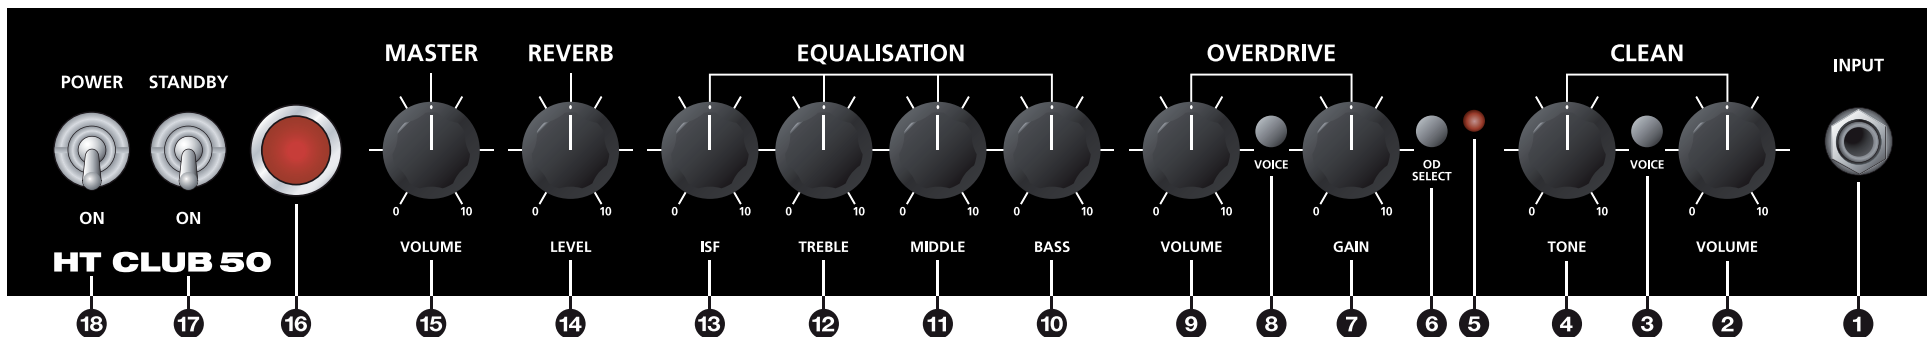 MASTER REVERB EQUALISATION OVERDRIVE CLEAN
POWER STANDBY INPUT
VOICE OD SELECT VOICE
0 10 0 10 0 10 0 10 0 10 0 10 0 10 0 10 0 10 0 10
ON ON
VOLUME LEVEL ISF TREBLE MIDDLE BASS VOLUME GAIN TONE VOLUME
HT CLUB 50
18 17 16 15 14 13 12 11 10 9 8 7 6 5 4 3 2 1